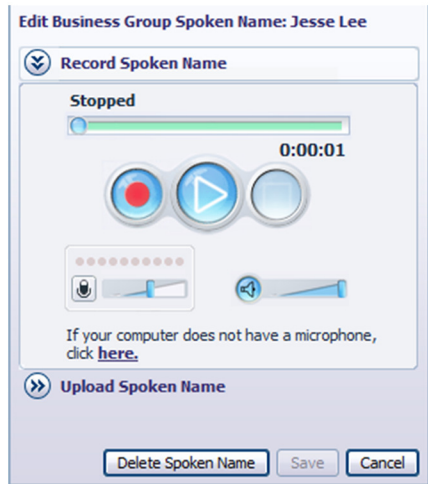 Edit Business Group Spoken Name: Jesse Lee
Record Spoken Name
Stopped
0:00:01
If your computer does not have a microphone,
click here.
Upload Spoken Name
Delete Spoken Name Save Cancel